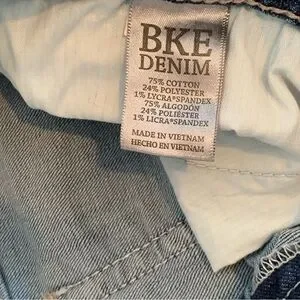 BKE
DENIM
75% COTTON
24% POLYESTER
1% LYCRA*SPANDEX
75% ALGODÓN
24% POLIÉSTER
1% LICRA*SPANDEX
MADE IN VIETNAM
HECHO EN VIETNAM